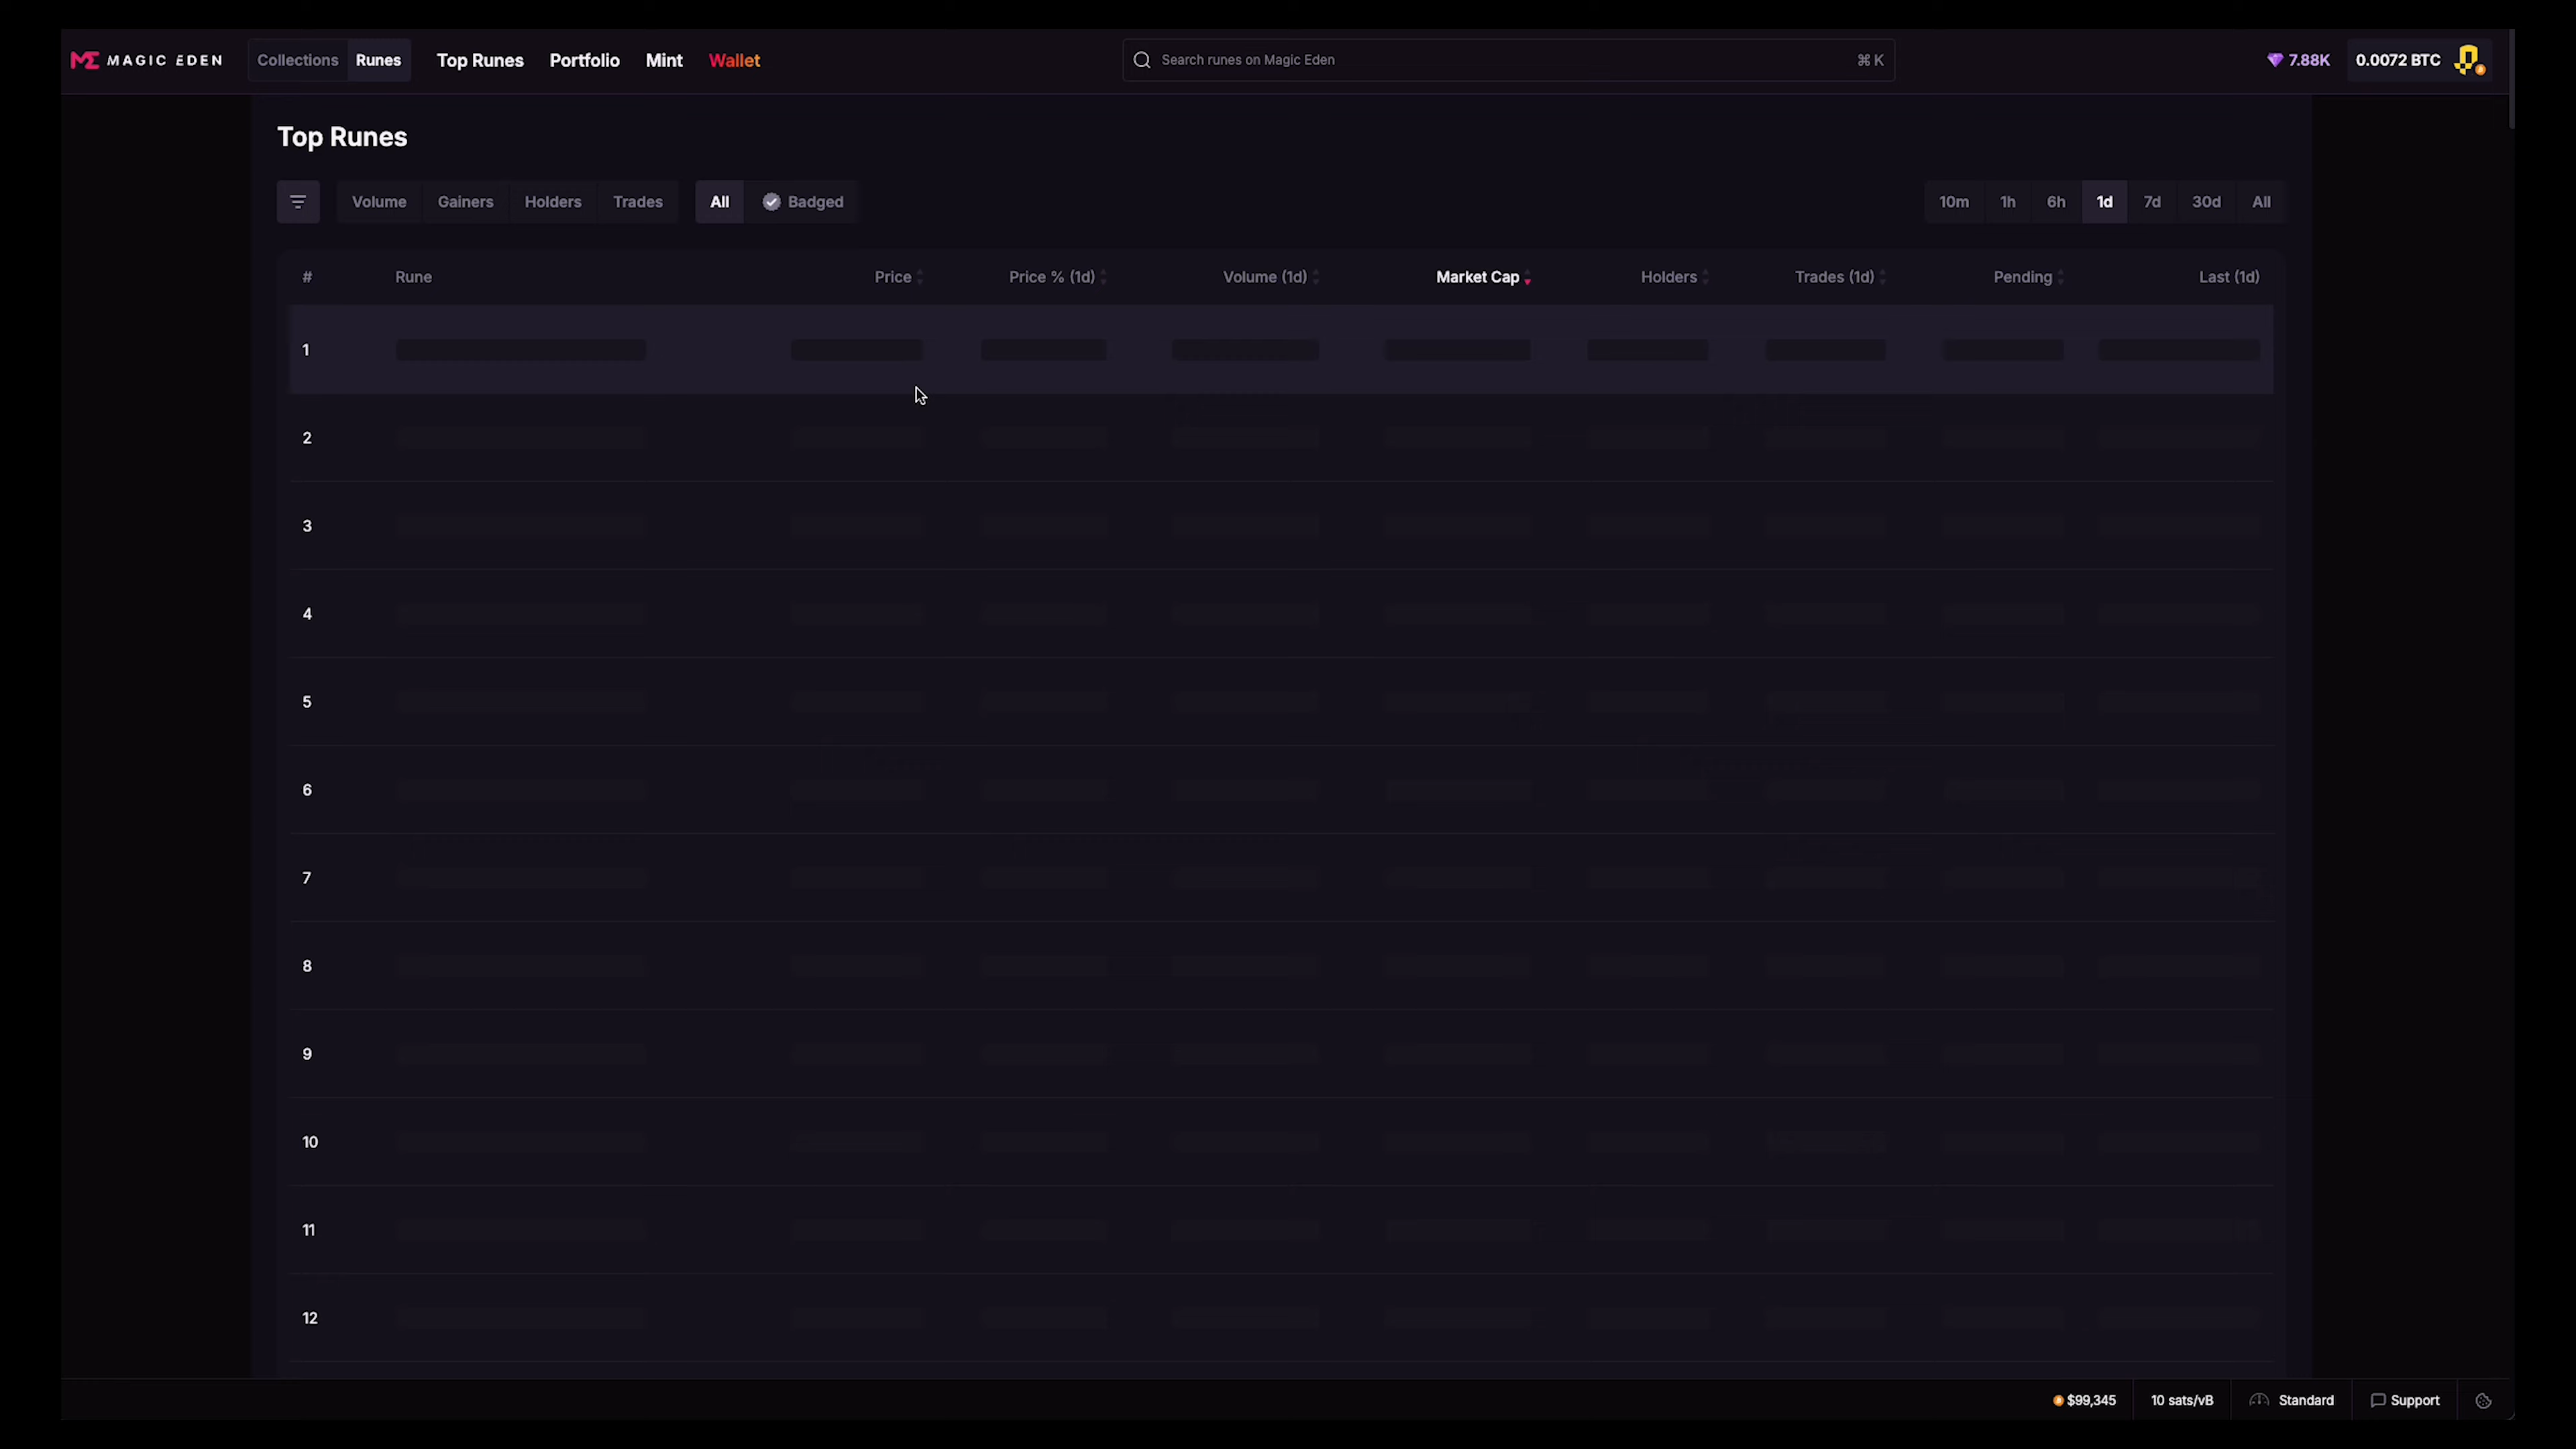 MAGIC EDEN Collections Runes Top Runes Portfolio Mint Wallet Search runes on Magic Eden ⌘ K 7.88K 0.0072 BTC
Top Runes
Volume Gainers Holders Trades All Badged 10m 1h 6h 1d 7d 30d All
# Rune Price Price % (1d) Volume (1d) Market Cap Holders Trades (1d) Pending Last (1d)
1
2
3
4
5
6
7
8
9
10
11
12
$99,345 10 sats/vB Standard Support